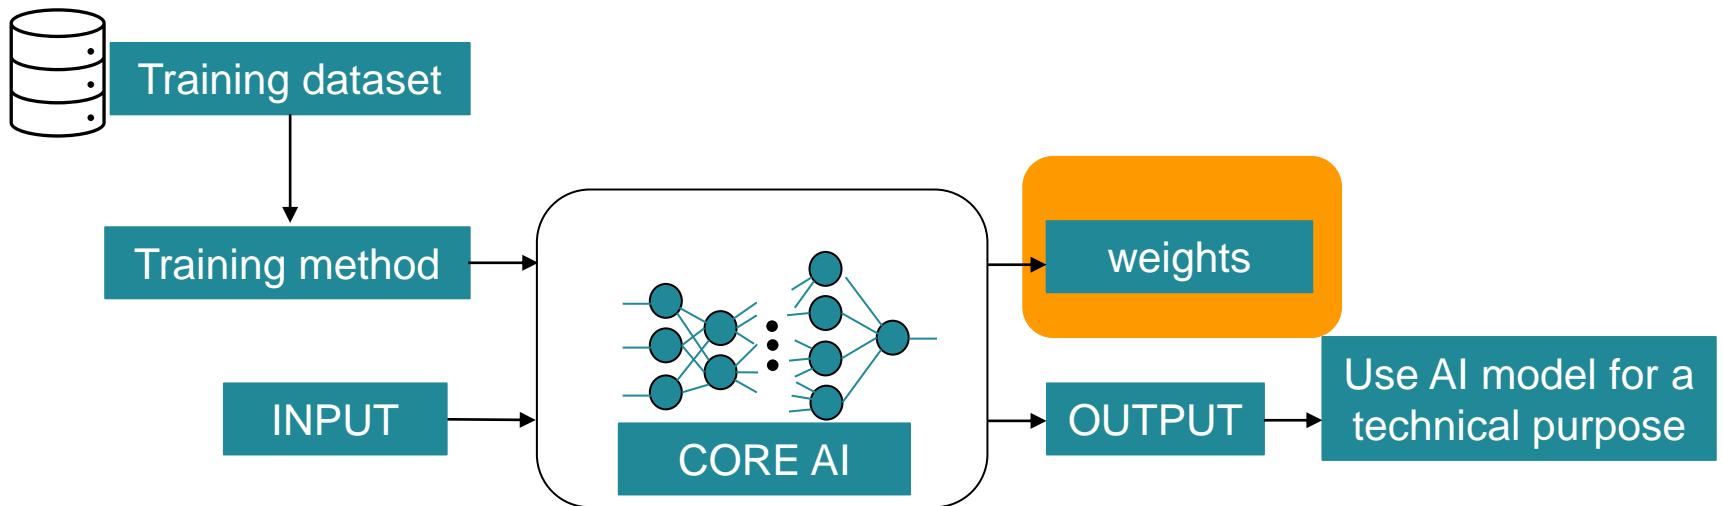 Training dataset
Training method
weights
INPUT
CORE AI
OUTPUT
Use AI model for a
technical purpose